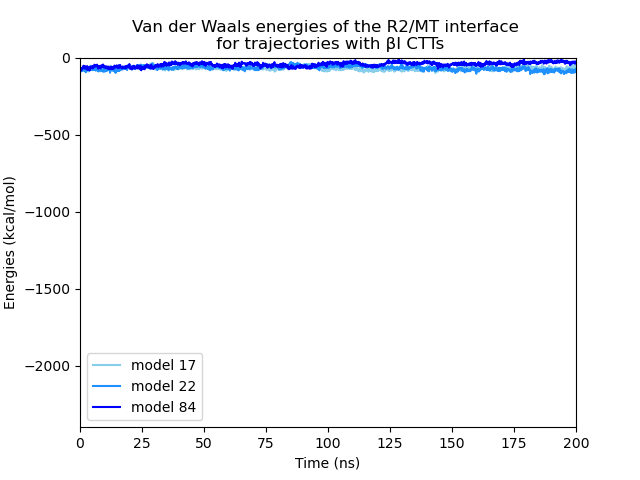 Van der Waals energies of the R2/MT interface
for trajectories with βI CTTs
Energies (kcal/mol)
0
−500
−1000
−1500
−2000
model 17
model 22
model 84
0 25 50 75 100 125 150 175 200
Time (ns)